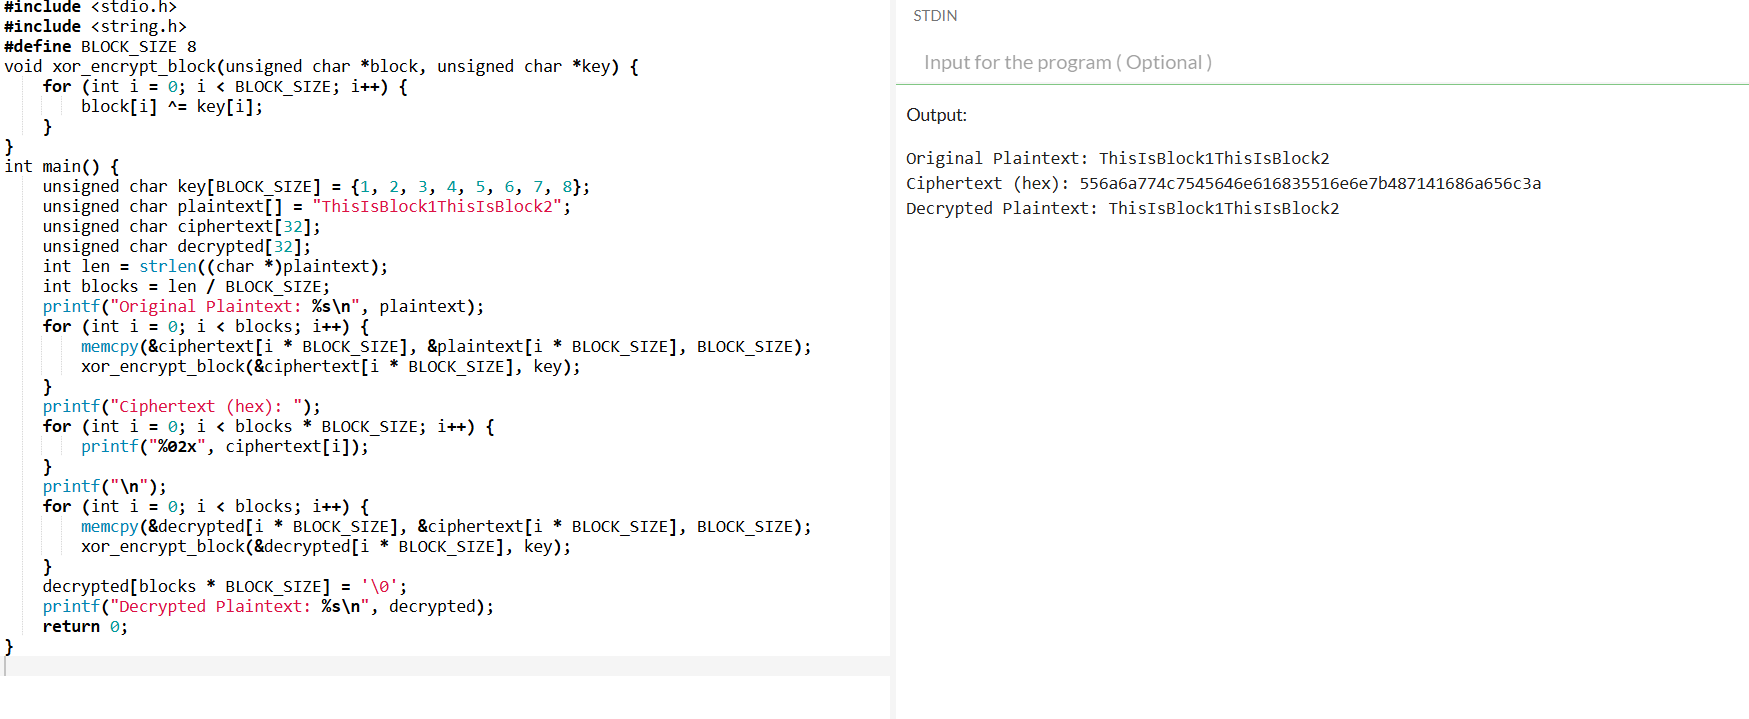 #include <stdio.h>
#include <string.h>
#define BLOCK_SIZE 8
void xor_encrypt_block(unsigned char *block, unsigned char *key) {
    for (int i = 0; i < BLOCK_SIZE; i++) {
        block[i] ^= key[i];
    }
}
int main() {
    unsigned char key[BLOCK_SIZE] = {1, 2, 3, 4, 5, 6, 7, 8};
    unsigned char plaintext[] = "ThisIsBlock1ThisIsBlock2";
    unsigned char ciphertext[32];
    unsigned char decrypted[32];
    int len = strlen((char *)plaintext);
    int blocks = len / BLOCK_SIZE;
    printf("Original Plaintext: %s\n", plaintext);
    for (int i = 0; i < blocks; i++) {
        memcpy(&ciphertext[i * BLOCK_SIZE], &plaintext[i * BLOCK_SIZE], BLOCK_SIZE);
        xor_encrypt_block(&ciphertext[i * BLOCK_SIZE], key);
    }
    printf("Ciphertext (hex): ");
    for (int i = 0; i < blocks * BLOCK_SIZE; i++) {
        printf("%02x", ciphertext[i]);
    }
    printf("\n");
    for (int i = 0; i < blocks; i++) {
        memcpy(&decrypted[i * BLOCK_SIZE], &ciphertext[i * BLOCK_SIZE], BLOCK_SIZE);
        xor_encrypt_block(&decrypted[i * BLOCK_SIZE], key);
    }
    decrypted[blocks * BLOCK_SIZE] = '\0';
    printf("Decrypted Plaintext: %s\n", decrypted);
    return 0;
}
STDIN
Input for the program ( Optional )
Output:
Original Plaintext: ThisIsBlock1ThisIsBlock2
Ciphertext (hex): 556a6a774c7545646e616835516e6e7b487141686a656c3a
Decrypted Plaintext: ThisIsBlock1ThisIsBlock2